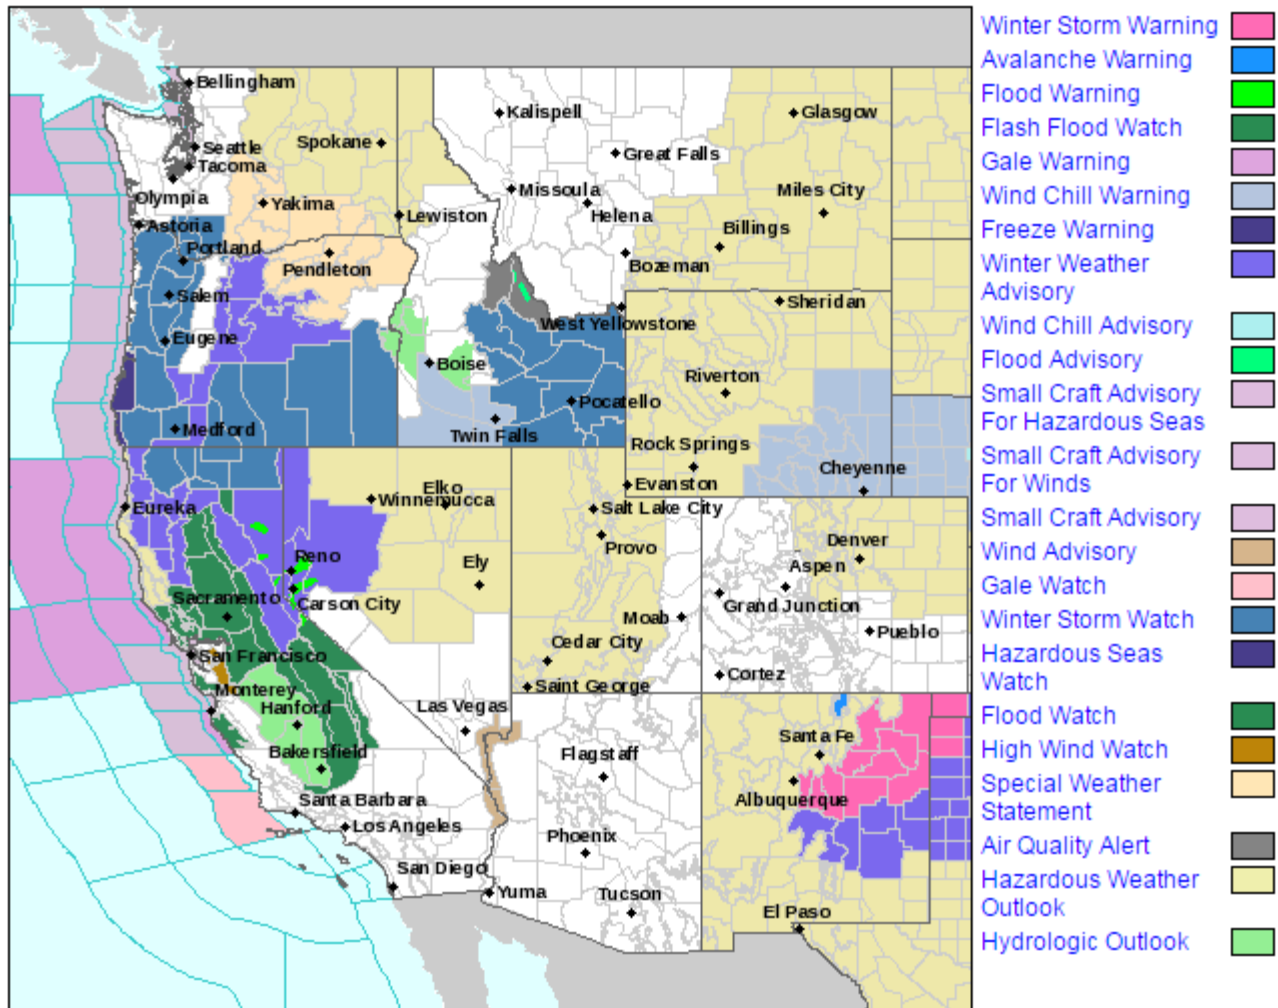 Bellingham
Kalispell
Glasgow
Spokane
Seattle
Great Falls
Tacoma
Missoula
Miles City
Olympia
Yakima
Lewiston
Helena
Astoria
Billings
Portland
Pendleton
Bozeman
Salem
Sheridan
West Yellowstone
Eugene
Boise
Riverton
Pocatello
Medford
Twin Falls
Rock Springs
Cheyenne
Evanston
Elko
Winnemucca
Eureka
Salt Lake City
Denver
Provo
Reno
Ely
Aspen
Sacramento
Carson City
Grand Junction
Moab
Pueblo
Cedar City
San Francisco
Cortez
Saint George
Monterey
Hanford
Las Vegas
Santa Fe
Bakersfield
Flagstaff
Santa Barbara
Albuquerque
Los Angeles
Phoenix
San Diego
Yuma
Tucson
El Paso
Winter Storm Warning
Avalanche Warning
Flood Warning
Flash Flood Watch
Gale Warning
Wind Chill Warning
Freeze Warning
Winter Weather
Advisory
Wind Chill Advisory
Flood Advisory
Small Craft Advisory
For Hazardous Seas
Small Craft Advisory
For Winds
Small Craft Advisory
Wind Advisory
Gale Watch
Winter Storm Watch
Hazardous Seas
Watch
Flood Watch
High Wind Watch
Special Weather
Statement
Air Quality Alert
Hazardous Weather
Outlook
Hydrologic Outlook